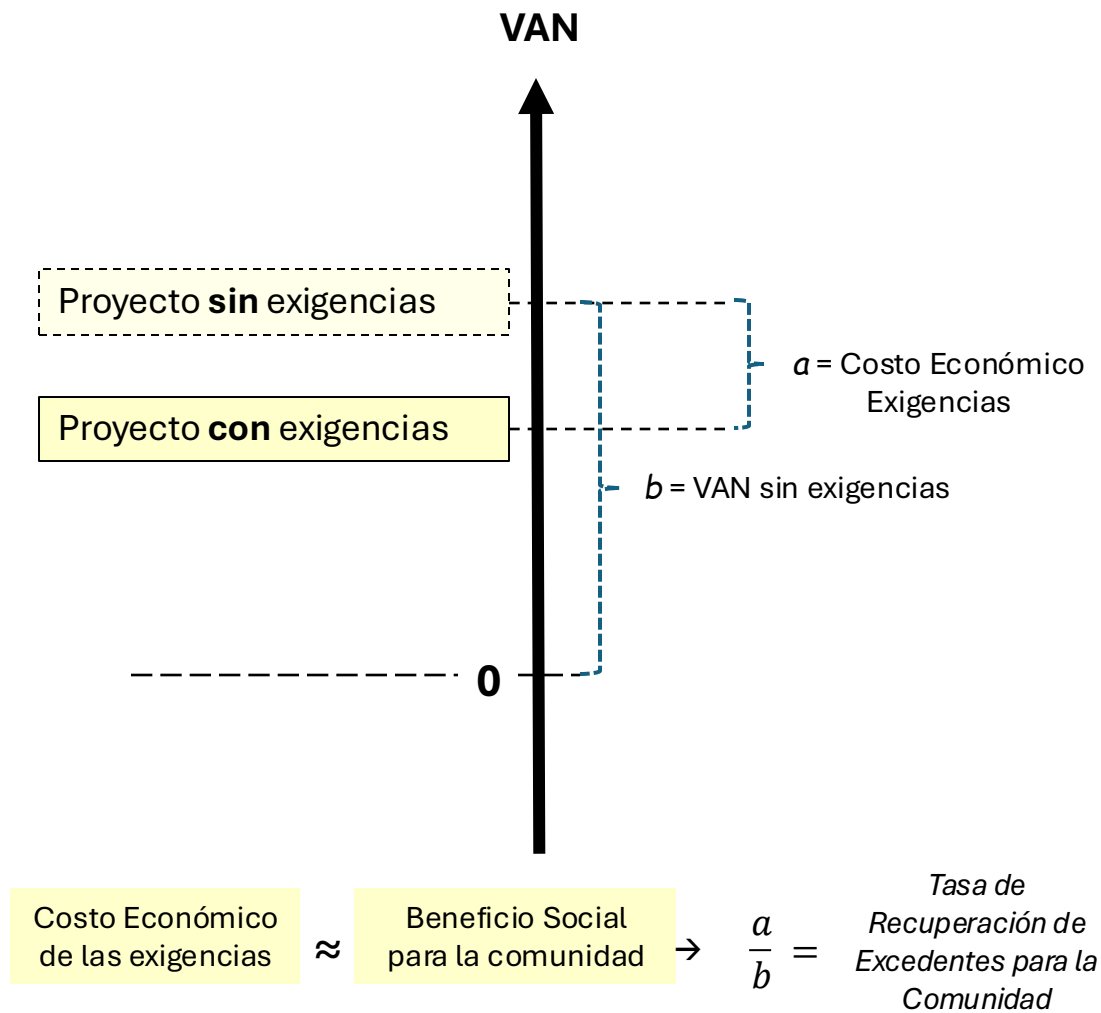 VAN
Proyecto sin exigencias
a = Costo Económico
Exigencias
Proyecto con exigencias
b = VAN sin exigencias
0
Costo Económico
de las exigencias
≈
Beneficio Social
para la comunidad
→
a
b
=
Tasa de
Recuperación de
Excedentes para la
Comunidad